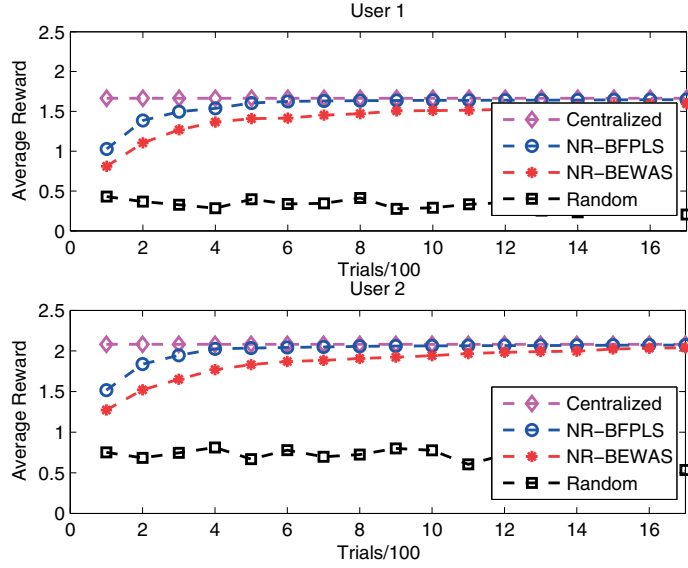 User 1
2.5
2
1.5
1
0.5
0
Average Reward
Centralized
NR-BFPLS
NR-BEWAS
Random
0 2 4 6 8 10 12 14 16
Trials/100
User 2
2.5
2
1.5
1
0.5
0
Average Reward
Centralized
NR-BFPLS
NR-BEWAS
Random
0 2 4 6 8 10 12 14 16
Trials/100